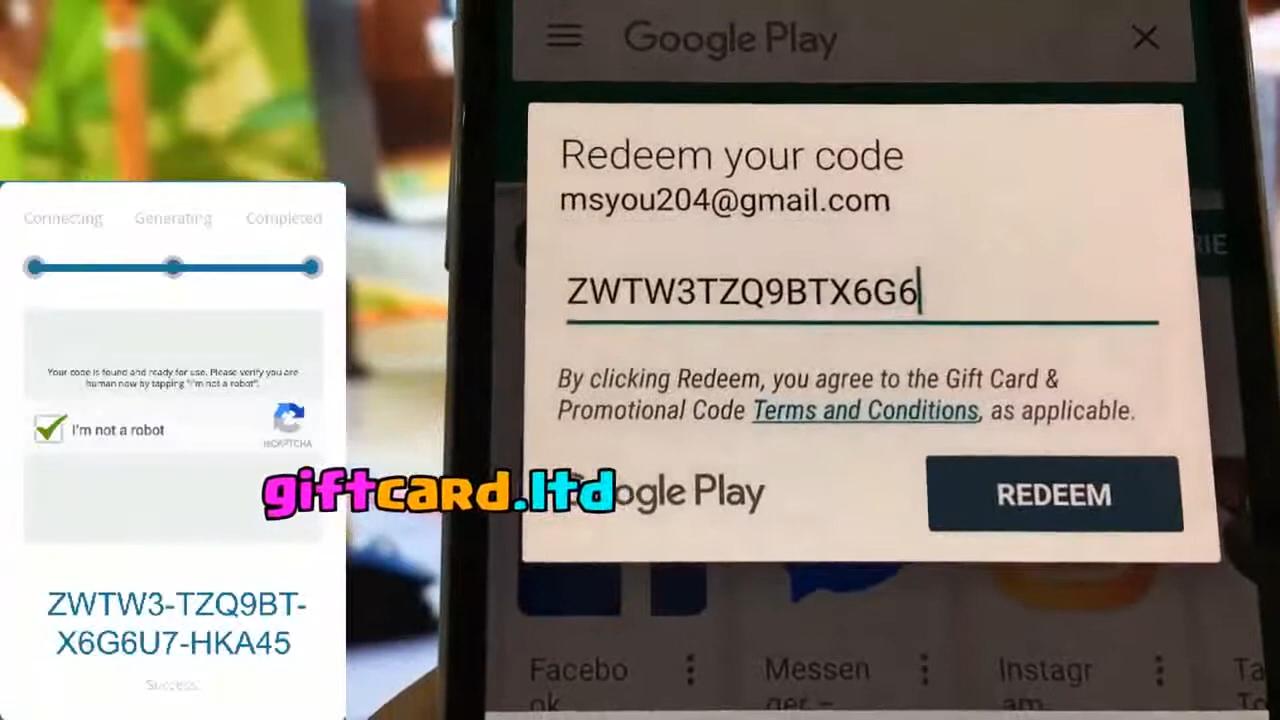 Google Play
Redeem your code
msyou204@gmail.com
ZWTW3TZQ9BTX6G6
By clicking Redeem, you agree to the Gift Card &
Promotional Code Terms and Conditions, as applicable.
ogle Play
REDEEM
Facebo
ok
Messen
ger –
Instagr
am
Connecting
Generating
Completed
Your code is found and ready for use. Please verify you are
human now by tapping "I'm not a robot".
I'm not a robot
reCAPTCHA
giftcard.ltd
ZWTW3-TZQ9BT-
X6G6U7-HKA45
Success.